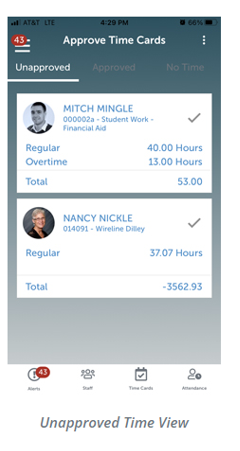 AT&T LTE 4:29 PM 66%
43
Approve Time Cards
Unapproved Approved No Time
MITCH MINGLE
000002a - Student Work -
Financial Aid
Regular 40.00 Hours
Overtime 13.00 Hours
Total 53.00
NANCY NICKLE
014091 - Wireline Dilley
Regular 37.07 Hours
Total -3562.93
43
Alerts Staff Time Cards Attendance
Unapproved Time View